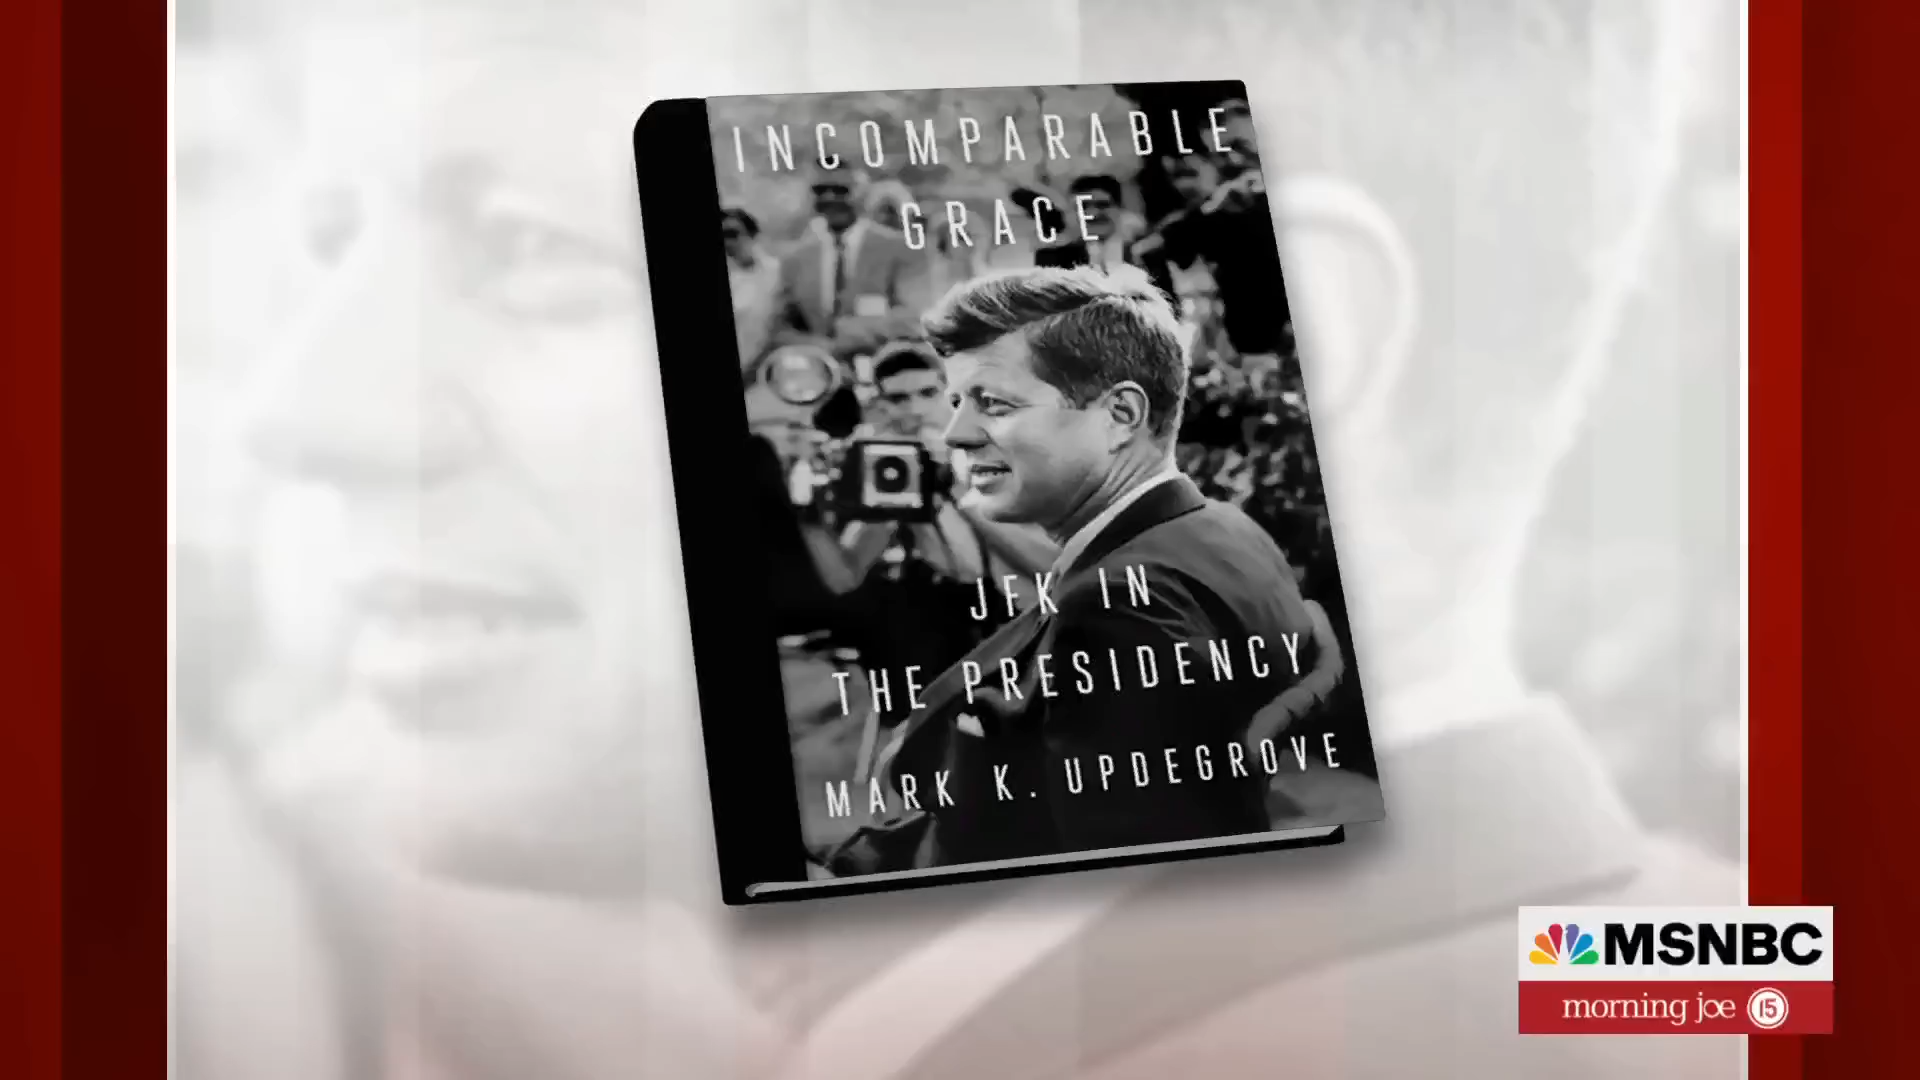 INCOMPARABLE
GRACE
JFK IN
THE PRESIDENCY
MARK K. UPDEGROVE
MSNBC
morning joe 15